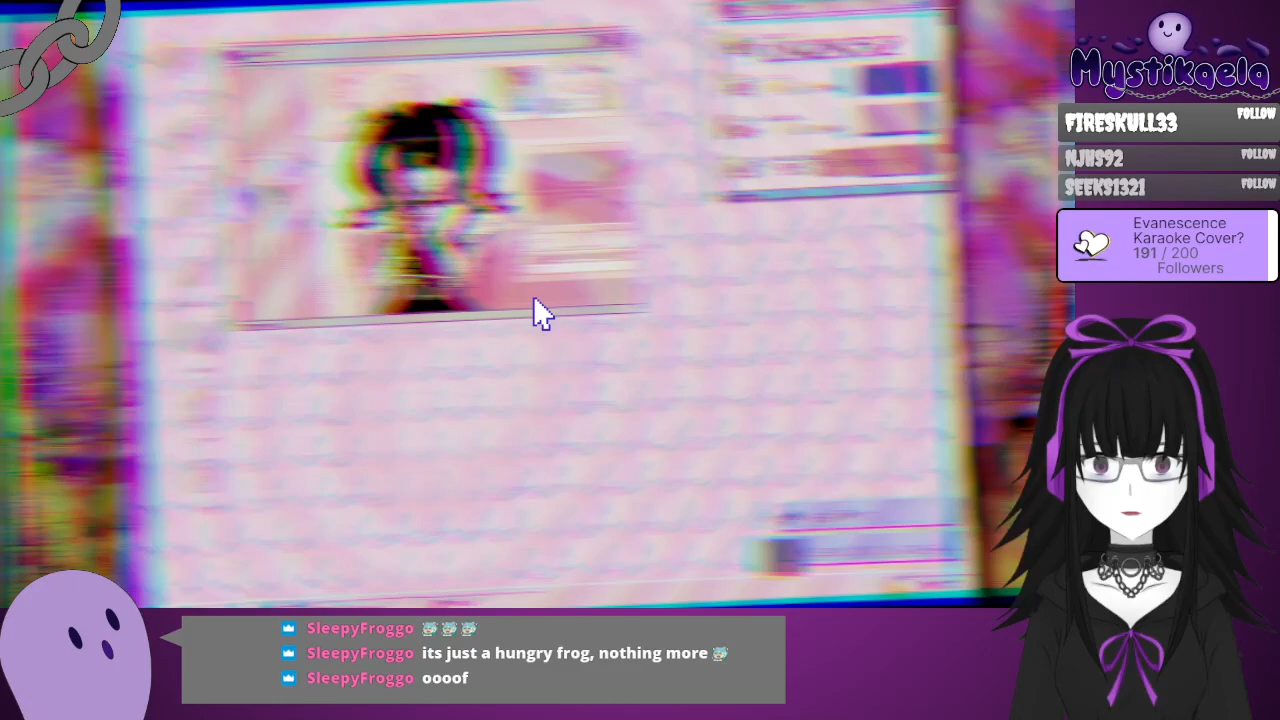 Mystikaela
FIRESKULL33 FOLLOW
NJHS92 FOLLOW
SEEKS1321 FOLLOW
Evanescence
Karaoke Cover?
191 / 200
Followers
SleepyFroggo
SleepyFroggo its just a hungry frog, nothing more
SleepyFroggo oooof